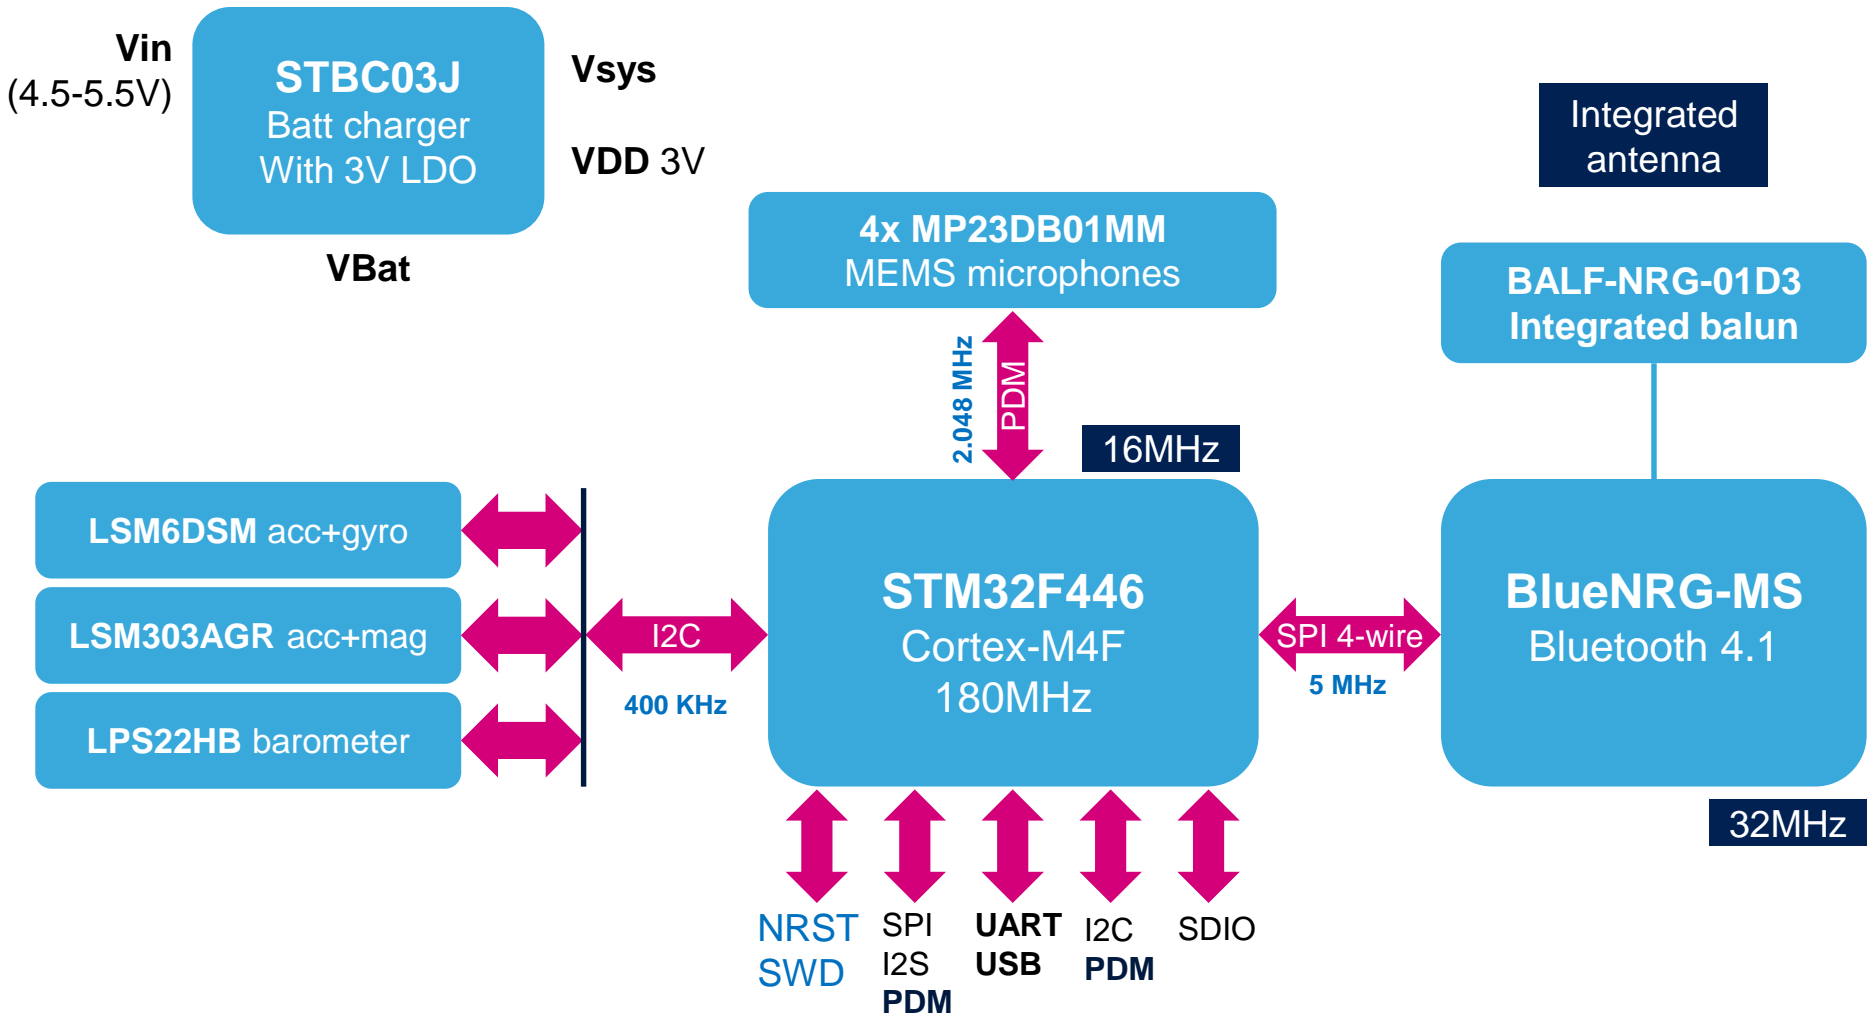 Vin
(4.5-5.5V)
STBC03J
Batt charger
With 3V LDO
Vsys
VDD 3V
VBat
Integrated
antenna
4x MP23DB01MM
MEMS microphones
BALF-NRG-01D3
Integrated balun
2.048 MHz
PDM
16MHz
LSM6DSM acc+gyro
LSM303AGR acc+mag
LPS22HB barometer
I2C
400 KHz
STM32F446
Cortex-M4F
180MHz
SPI 4-wire
5 MHz
BlueNRG-MS
Bluetooth 4.1
32MHz
NRST
SWD
SPI
I2S
PDM
UART
USB
I2C
PDM
SDIO